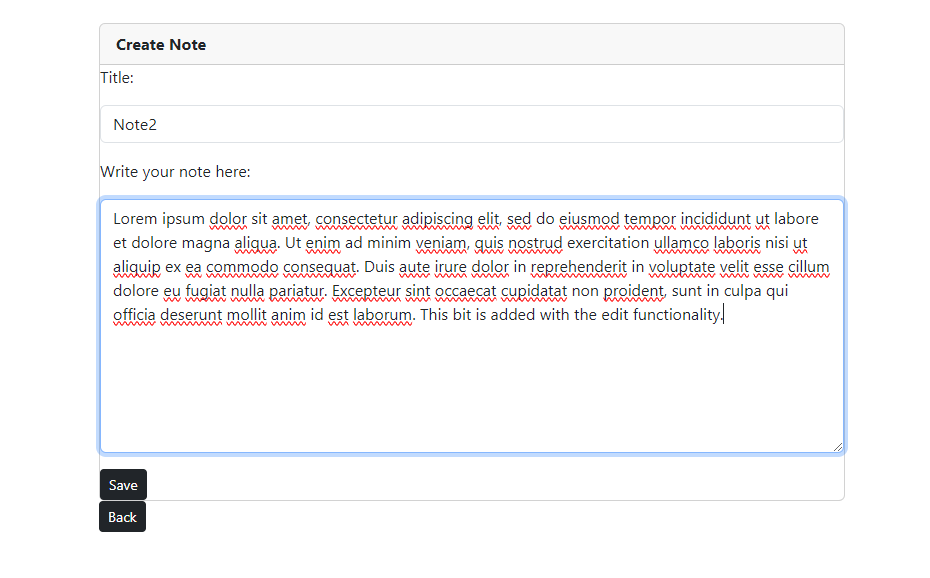 Create Note
Title:
Note2
Write your note here:
Lorem ipsum dolor sit amet, consectetur adipiscing elit, sed do eiusmod tempor incididunt ut labore
et dolore magna aliqua. Ut enim ad minim veniam, quis nostrud exercitation ullamco laboris nisi ut
aliquip ex ea commodo consequat. Duis aute irure dolor in reprehenderit in voluptate velit esse cillum
dolore eu fugiat nulla pariatur. Excepteur sint occaecat cupidatat non proident, sunt in culpa qui
officia deserunt mollit anim id est laborum. This bit is added with the edit functionality.
Save
Back